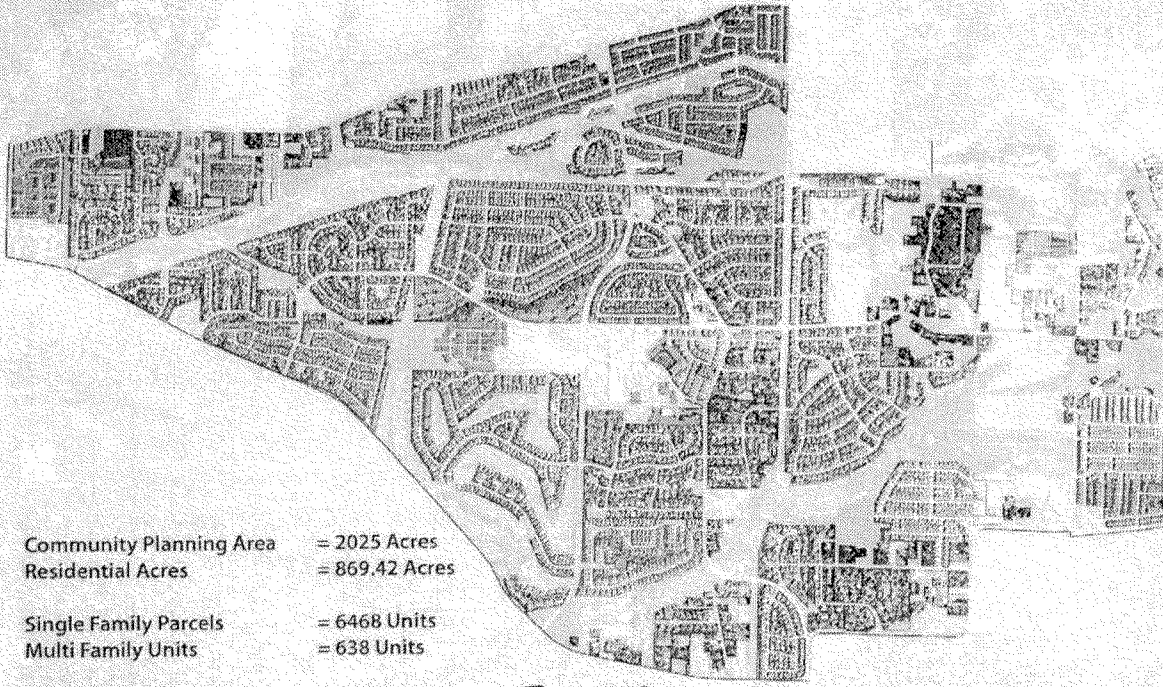 Community Planning Area = 2025 Acres
Residential Acres = 869.42 Acres
Single Family Parcels = 6468 Units
Multi Family Units = 638 Units